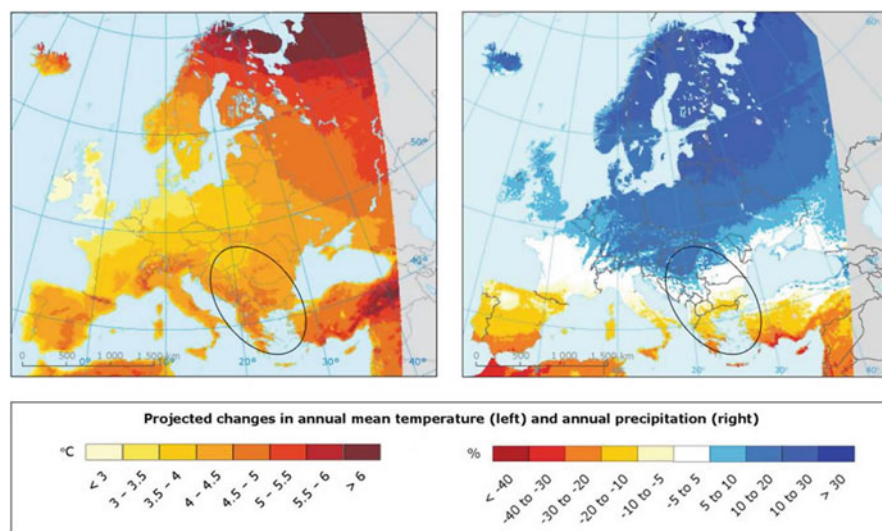 60°
50°
50°
40°
40°
0 500 1 000 1 500 km
0°
10°
20°
30°
40°
0 500 1 000 1 500 km
20°
30°
Projected changes in annual mean temperature (left) and annual precipitation (right)
°C
< 3
3 – 3.5
3.5 – 4
4 – 4.5
4.5 – 5
5 – 5.5
5.5 – 6
> 6
%
< -40
-40 to -30
-30 to -20
-20 to -10
-10 to -5
-5 to 5
5 to 10
10 to 20
10 to 30
> 30